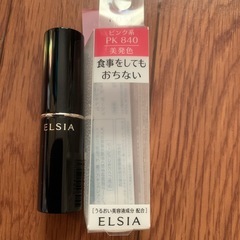 ピンク系
PK 840
美発色
食事をしても
おちない
ELSIA
[うるおい美容液成分 配合]
ELSIA